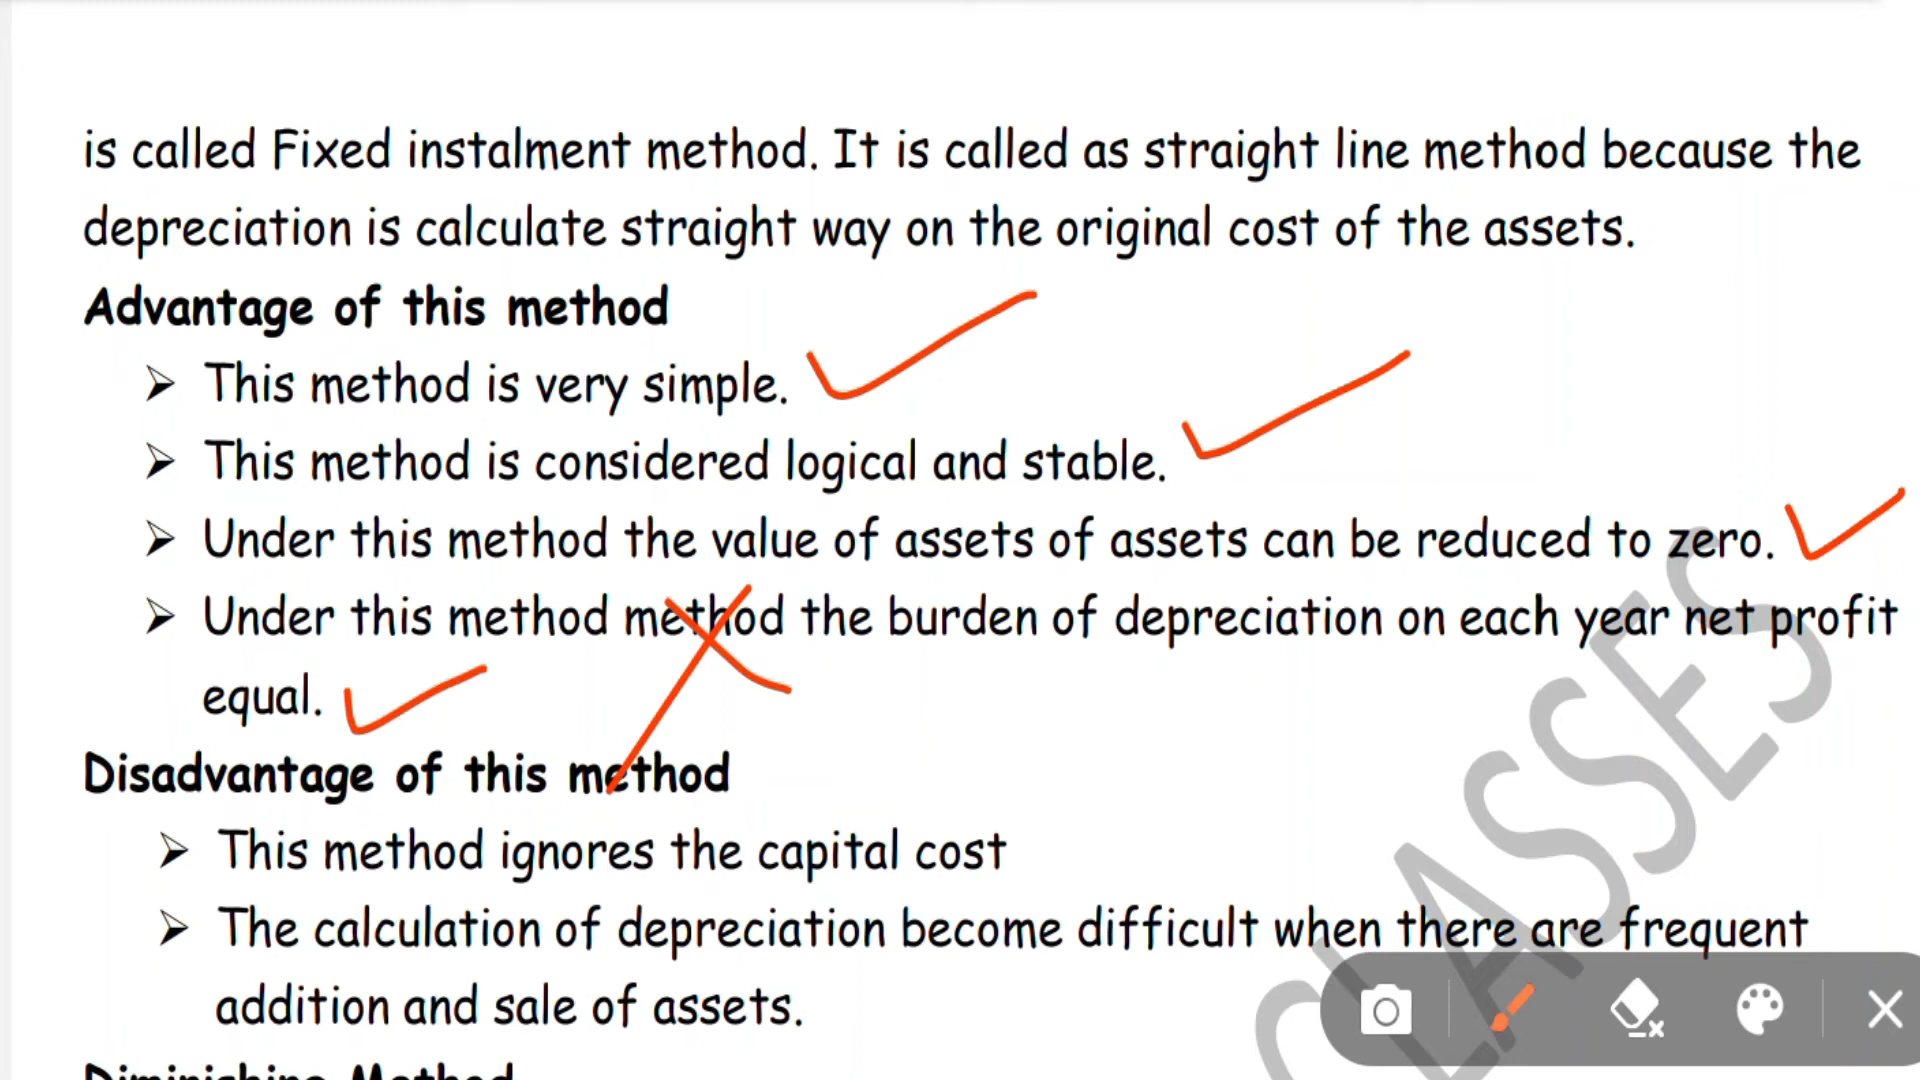 is called Fixed instalment method. It is called as straight line method because the
depreciation is calculate straight way on the original cost of the assets.
Advantage of this method
➢ This method is very simple.
➢ This method is considered logical and stable.
➢ Under this method the value of assets of assets can be reduced to zero.
➢ Under this method method the burden of depreciation on each year net profit
equal.
Disadvantage of this method
➢ This method ignores the capital cost
➢ The calculation of depreciation become difficult when there are frequent
addition and sale of assets.
Diminishing Method
CLASSES